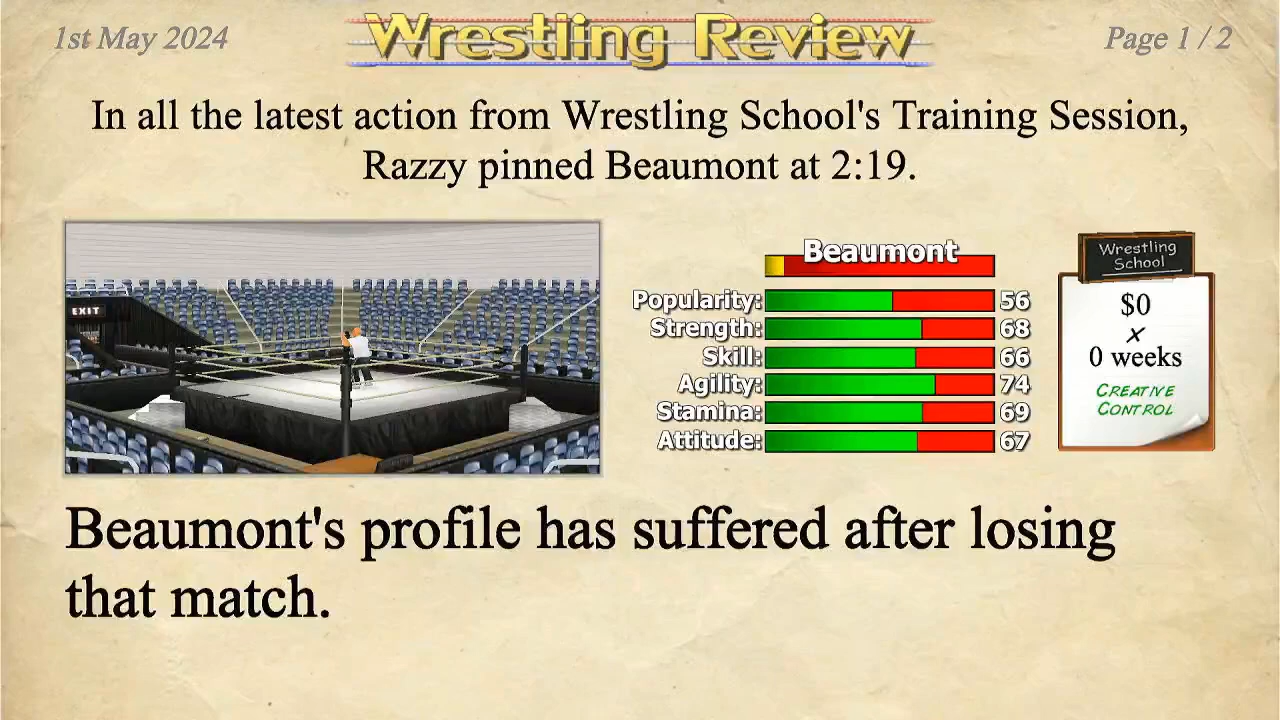 1st May 2024
Wrestling Review
Page 1 / 2
In all the latest action from Wrestling School's Training Session,
Razzy pinned Beaumont at 2:19.
EXIT
Beaumont
Popularity: 56
Strength: 68
Skill: 66
Agility: 74
Stamina: 69
Attitude: 67
Wrestling
School
$0
x
0 weeks
CREATIVE
CONTROL
Beaumont's profile has suffered after losing
that match.